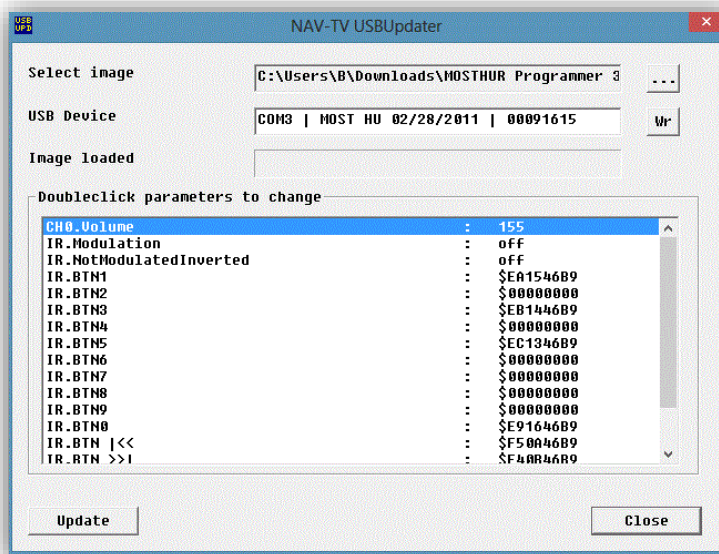 USB
UPD
NAV-TV USBUpdater
Select image C:\Users\B\Downloads\MOSTHUR Programmer 3 ...
USB Device COM3 | MOST HU 02/28/2011 | 00091615 Wr
Image loaded
Doubleclick parameters to change
CH0.Volume : 155
IR.Modulation : off
IR.NotModulatedInverted : off
IR.BTN1 : $EA1546B9
IR.BTN2 : $00000000
IR.BTN3 : $EB1446B9
IR.BTN4 : $00000000
IR.BTN5 : $EC1346B9
IR.BTN6 : $00000000
IR.BTN7 : $00000000
IR.BTN8 : $00000000
IR.BTN9 : $00000000
IR.BTN0 : $E91646B9
IR.BTN |<< : $F50A46B9
IR.BTN >>| : $F40B46B9
Update Close